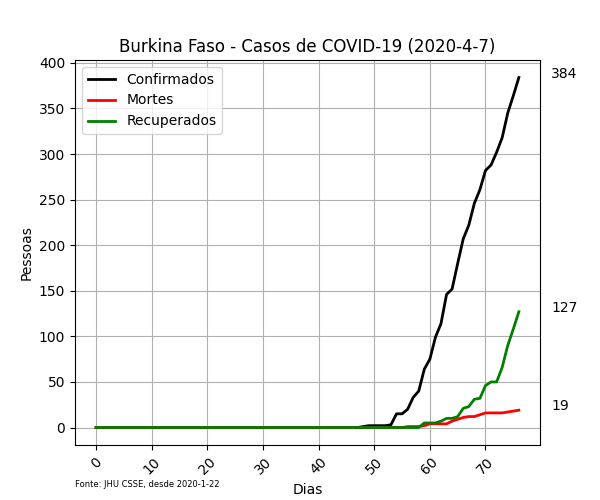 Burkina Faso - Casos de COVID-19 (2020-4-7)
Confirmados
Mortes
Recuperados
400
350
300
250
200
150
100
50
0
Pessoas
384
127
19
0 10 20 30 40 50 60 70
Dias
Fonte: JHU CSSE, desde 2020-1-22